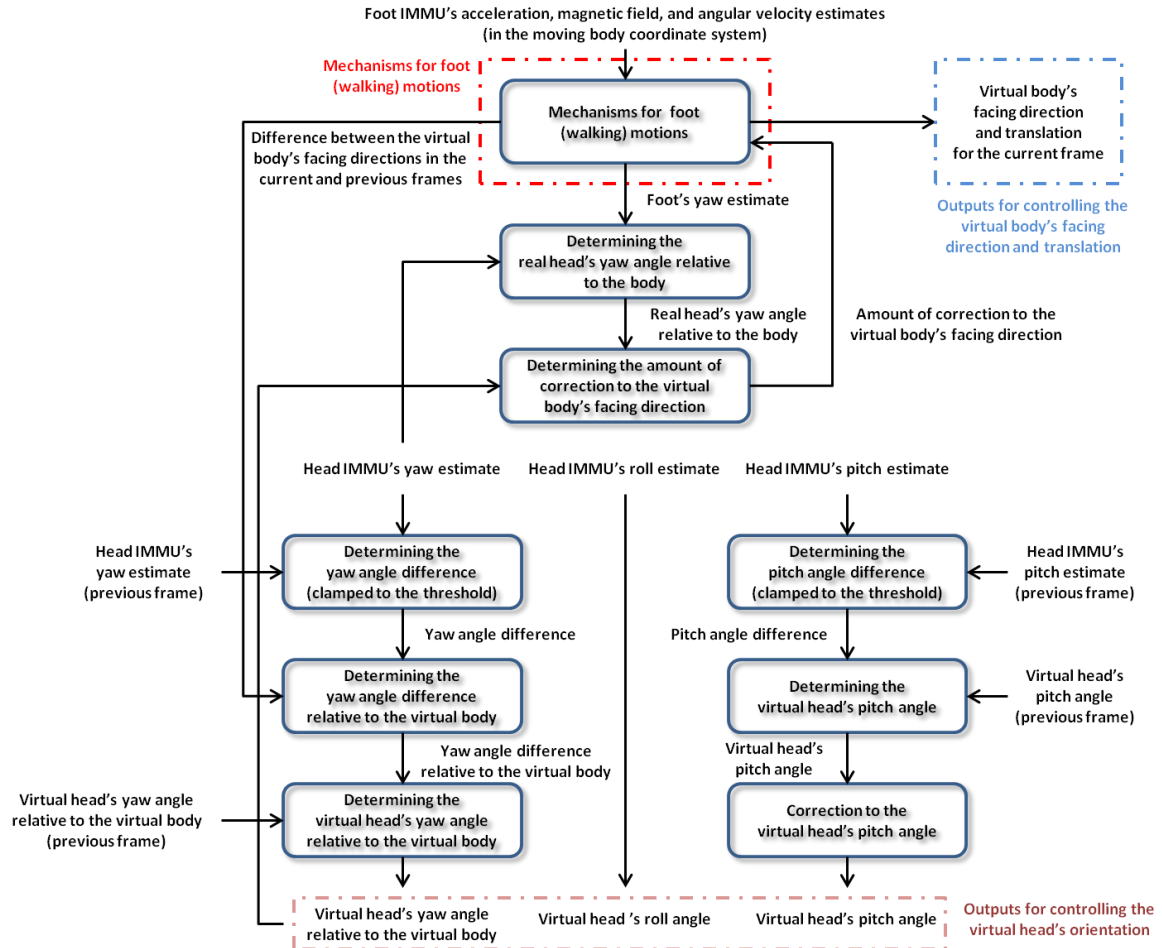 Foot IMMU's acceleration, magnetic field, and angular velocity estimates
(in the moving body coordinate system)
Mechanisms for foot
(walking) motions
Mechanisms for foot
(walking) motions
Virtual body's
facing direction
and translation
for the current frame
Difference between the virtual
body's facing directions in the
current and previous frames
Foot's yaw estimate
Outputs for controlling the
virtual body's facing
direction and translation
Determining the
real head's yaw angle relative
to the body
Real head's yaw angle
relative to the body
Amount of correction to the
virtual body's facing direction
Determining the amount of
correction to the virtual
body's facing direction
Head IMMU's yaw estimate
Head IMMU's roll estimate
Head IMMU's pitch estimate
Head IMMU's
yaw estimate
(previous frame)
Determining the
yaw angle difference
(clamped to the threshold)
Determining the
pitch angle difference
(clamped to the threshold)
Head IMMU's
pitch estimate
(previous frame)
Yaw angle difference
Pitch angle difference
Determining the
yaw angle difference
relative to the virtual body
Determining the
virtual head's pitch angle
Virtual head's
pitch angle
(previous frame)
Yaw angle difference
relative to the virtual body
Virtual head's
pitch angle
Virtual head's yaw angle
relative to the virtual body
(previous frame)
Determining the
virtual head's yaw angle
relative to the virtual body
Correction to the
virtual head's pitch angle
Virtual head's yaw angle
relative to the virtual body
Virtual head 's roll angle
Virtual head's pitch angle
Outputs for controlling the
virtual head's orientation